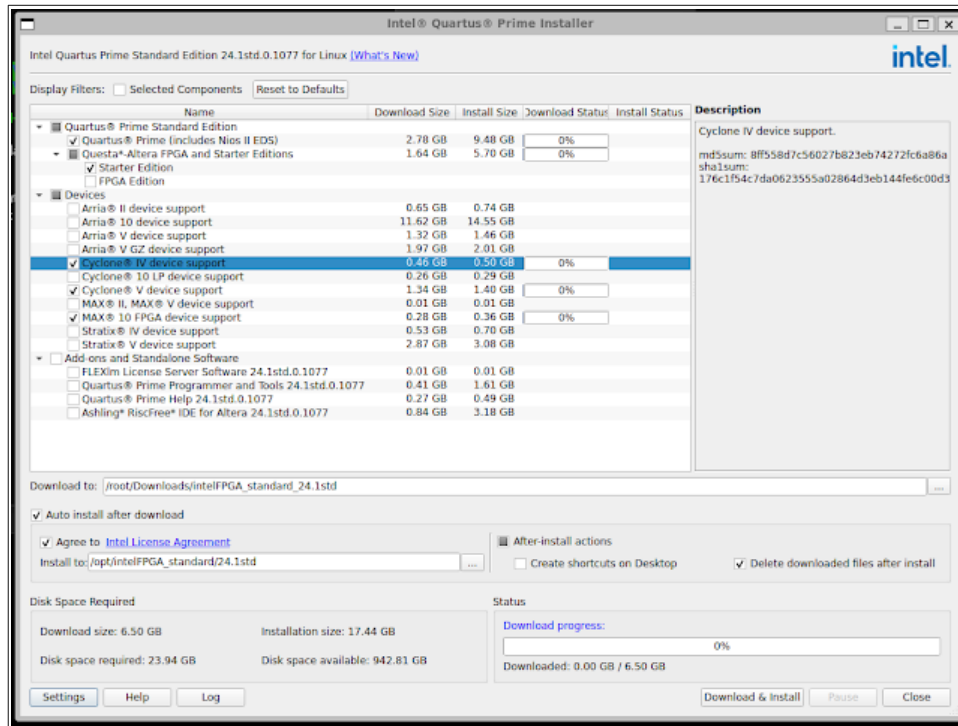 Intel® Quartus® Prime Installer
Intel Quartus Prime Standard Edition 24.1std.0.1077 for Linux (What's New)
intel.
Display Filters: Selected Components Reset to Defaults
Name Download Size Install Size Download Status Install Status
Quartus® Prime Standard Edition
Quartus® Prime (includes Nios II EDS) 2.78 GB 9.48 GB 0%
Questa*-Altera FPGA and Starter Editions 1.64 GB 5.70 GB 0%
Starter Edition
FPGA Edition
Devices
Arria® II device support 0.65 GB 0.74 GB
Arria® 10 device support 11.62 GB 14.55 GB
Arria® V device support 1.32 GB 1.46 GB
Arria® V GZ device support 1.97 GB 2.01 GB
Cyclone® IV device support 0.46 GB 0.50 GB 0%
Cyclone® 10 LP device support 0.26 GB 0.29 GB
Cyclone® V device support 1.34 GB 1.40 GB 0%
MAX® II, MAX® V device support 0.01 GB 0.01 GB
MAX® 10 FPGA device support 0.28 GB 0.36 GB 0%
Stratix® IV device support 0.53 GB 0.70 GB
Stratix® V device support 2.87 GB 3.08 GB
Add-ons and Standalone Software
FLEXlm License Server Software 24.1std.0.1077 0.01 GB 0.01 GB
Quartus® Prime Programmer and Tools 24.1std.0.1077 0.41 GB 1.61 GB
Quartus® Prime Help 24.1std.0.1077 0.27 GB 0.49 GB
Ashling* RiscFree* IDE for Altera 24.1std.0.1077 0.84 GB 3.18 GB
Description
Cyclone IV device support.
md5sum: 8ff558d7c56027b823eb74272fc6a86a
sha1sum:
176c1f54c7da0623555a02864d3eb144fe6c00d3
Download to: /root/Downloads/intelFPGA_standard_24.1std ...
Auto install after download
Agree to Intel License Agreement
Install to: /opt/intelFPGA_standard/24.1std ...
After-install actions
Create shortcuts on Desktop Delete downloaded files after install
Disk Space Required
Download size: 6.50 GB Installation size: 17.44 GB
Disk space required: 23.94 GB Disk space available: 942.81 GB
Status
Download progress:
0%
Downloaded: 0.00 GB / 6.50 GB
Settings Help Log Download & Install Pause Close